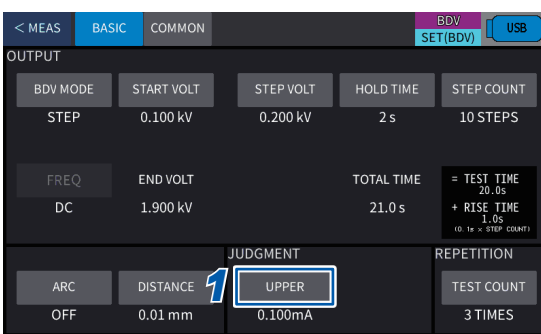 < MEAS BASIC COMMON BDV USB
SET(BDV)
OUTPUT
BDV MODE START VOLT STEP VOLT HOLD TIME STEP COUNT
STEP 0.100 kV 0.200 kV 2 s 10 STEPS
FREQ END VOLT TOTAL TIME = TEST TIME
20.0s
DC 1.900 kV 21.0 s + RISE TIME
1.0s
(0.1s × STEP COUNT)
JUDGMENT REPETITION
ARC DISTANCE 1 UPPER TEST COUNT
OFF 0.01 mm 0.100mA 3 TIMES